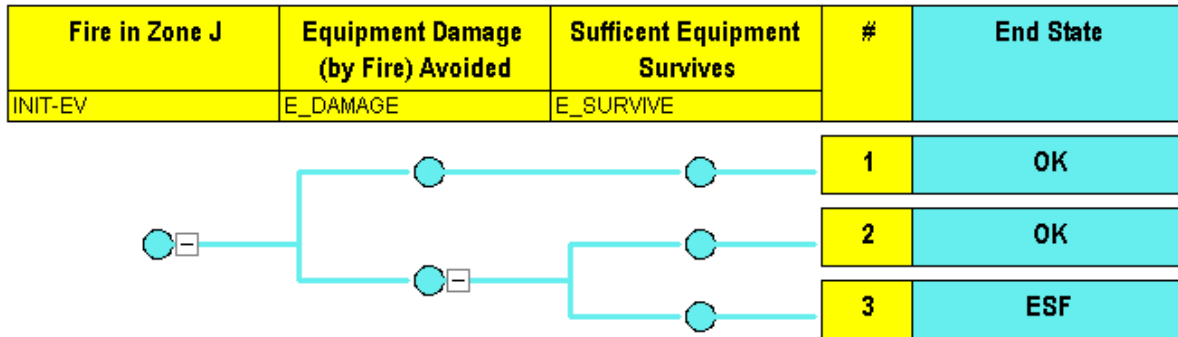 Fire in Zone J
Equipment Damage
(by Fire) Avoided
Sufficent Equipment
Survives
#
End State
INIT-EV
E_DAMAGE
E_SURVIVE
1
OK
2
OK
3
ESF